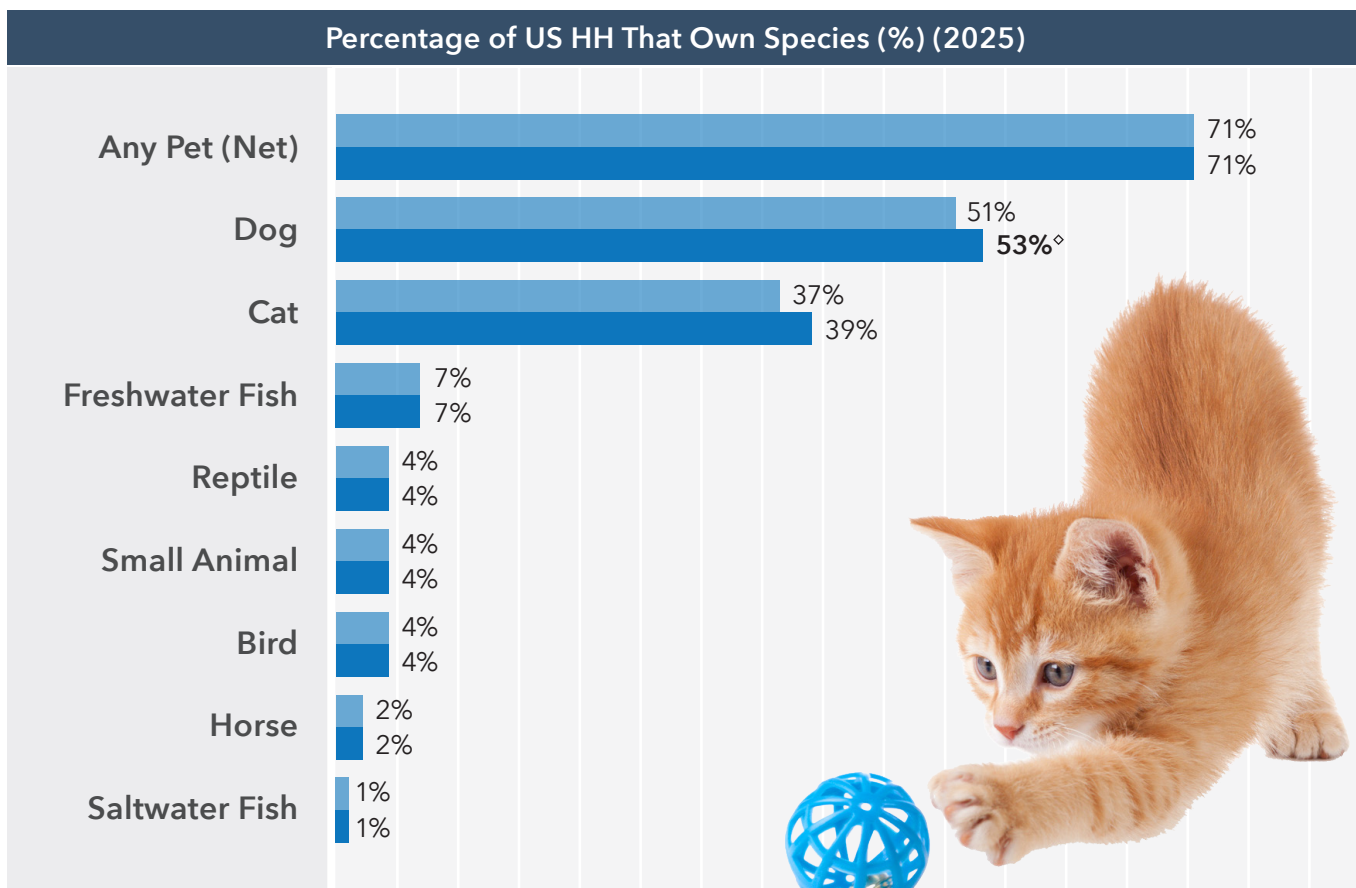 Percentage of US HH That Own Species (%) (2025)
Any Pet (Net)
71%
71%
Dog
51%
53%◇
Cat
37%
39%
Freshwater Fish
7%
7%
Reptile
4%
4%
Small Animal
4%
4%
Bird
4%
4%
Horse
2%
2%
Saltwater Fish
1%
1%